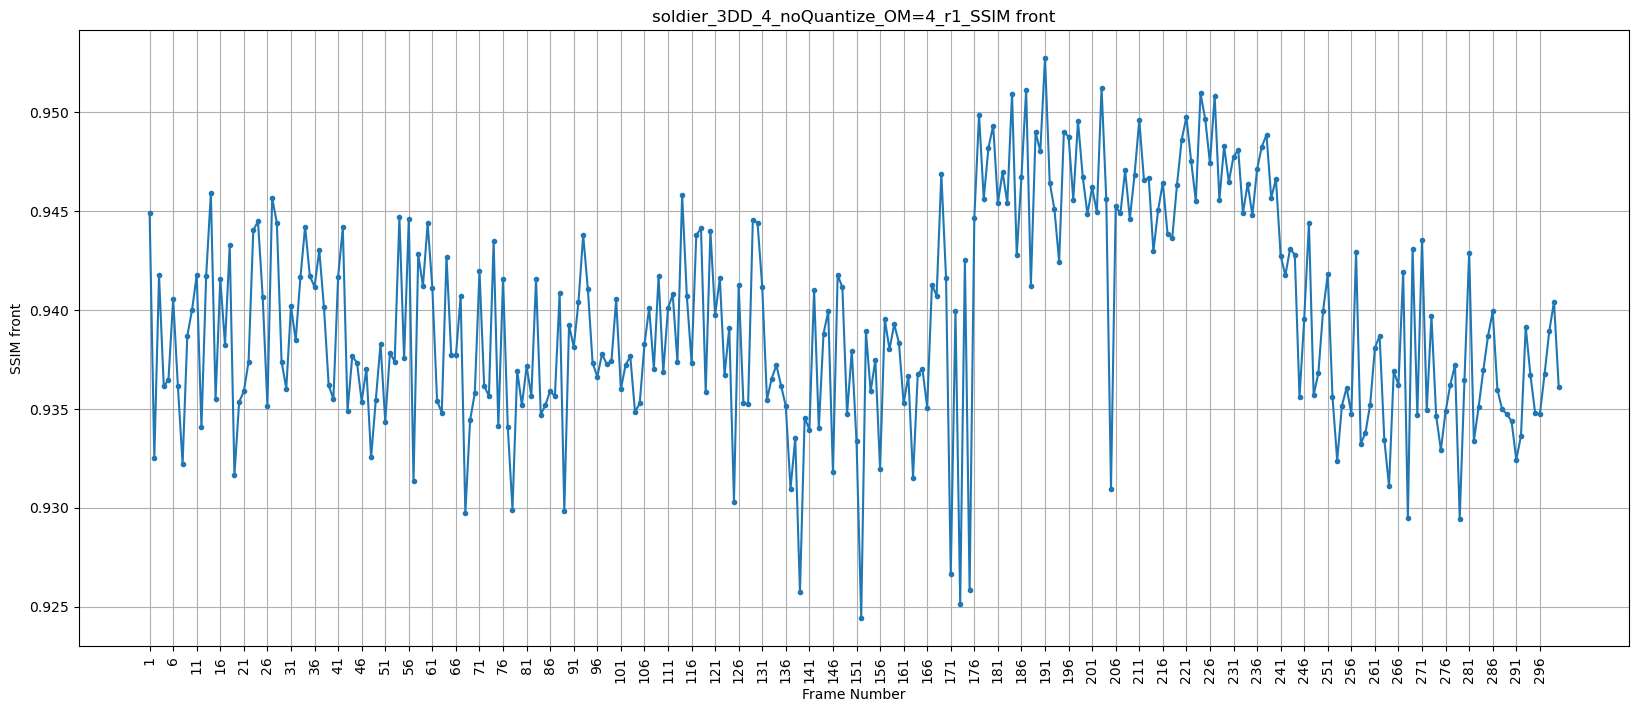 soldier_3DD_4_noQuantize_OM=4_r1_SSIM front
SSIM front
0.950
0.945
0.940
0.935
0.930
0.925
1 6 11 16 21 26 31 36 41 46 51 56 61 66 71 76 81 86 91 96 101 106 111 116 121 126 131 136 141 146 151 156 161 166 171 176 181 186 191 196 201 206 211 216 221 226 231 236 241 246 251 256 261 266 271 276 281 286 291 296
Frame Number